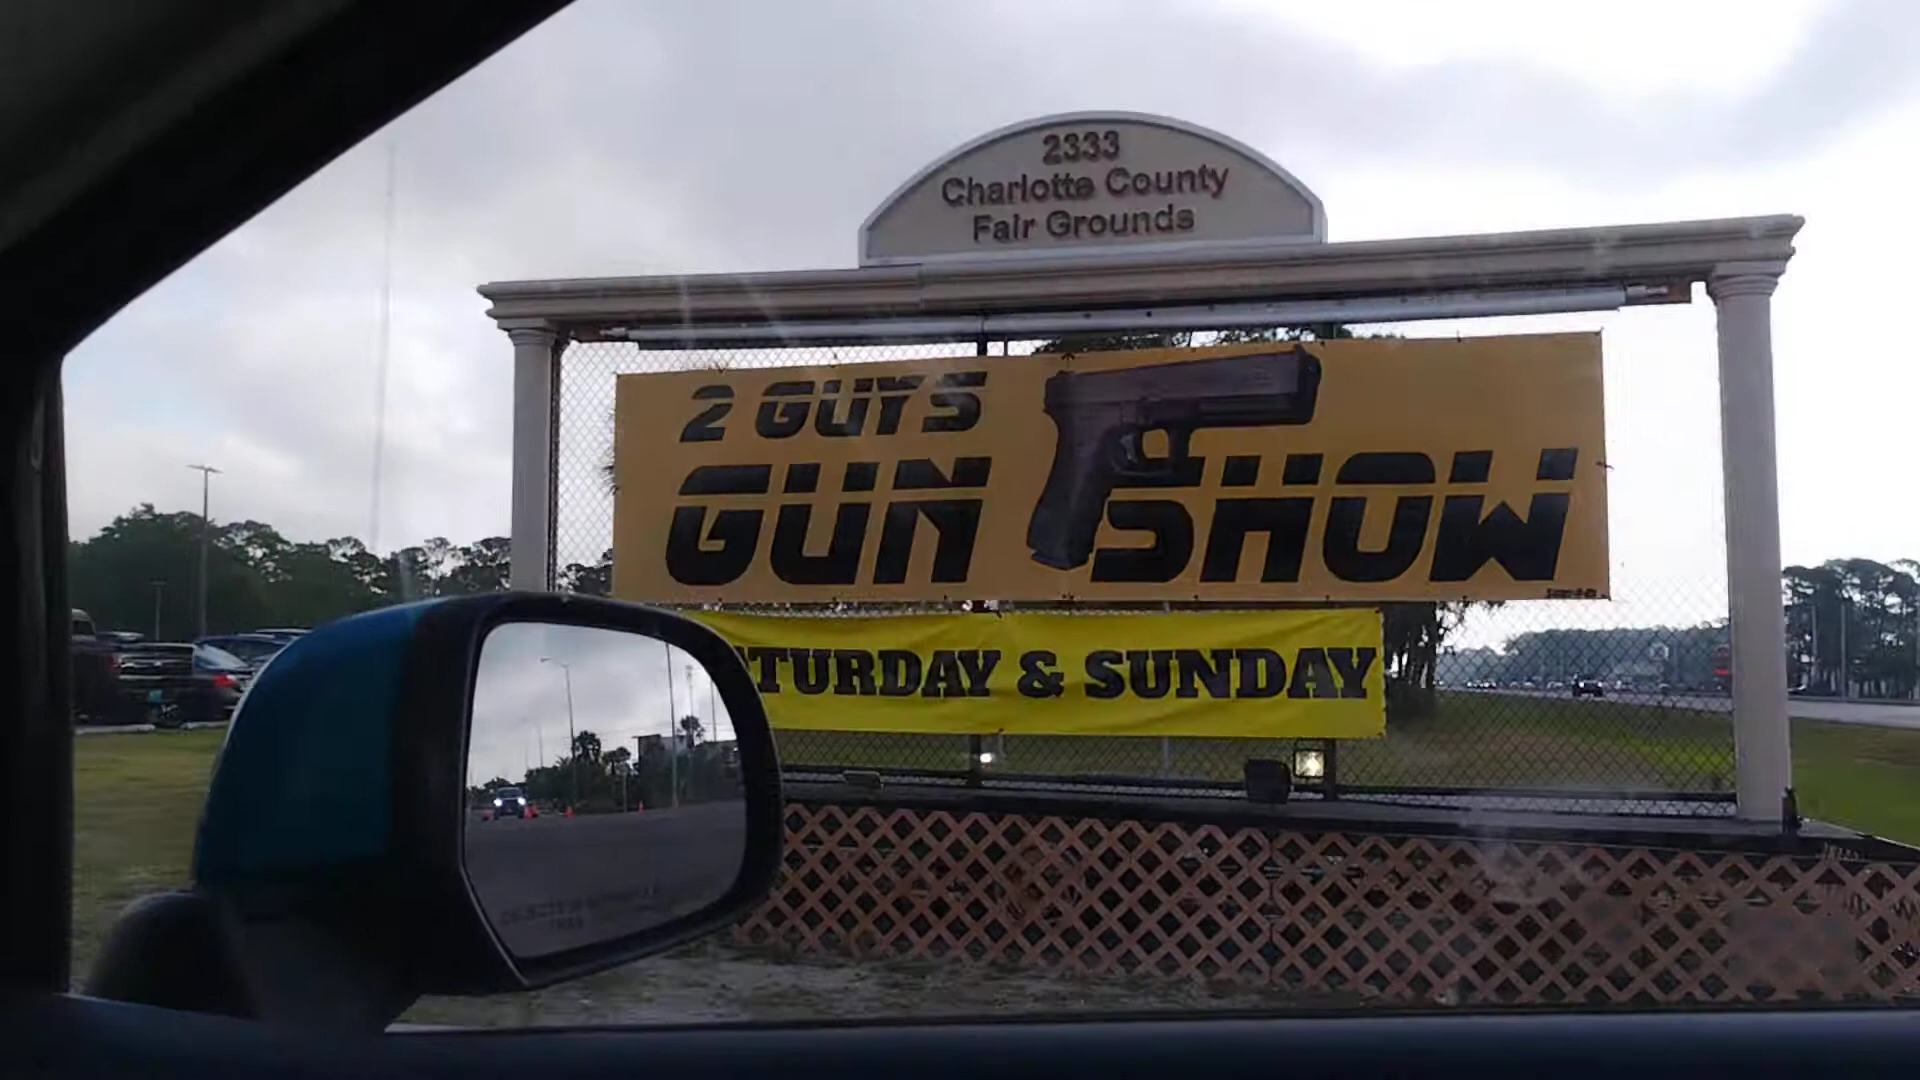 2333
Charlotte County
Fair Grounds
2 GUYS
GUN SHOW
TURDAY & SUNDAY